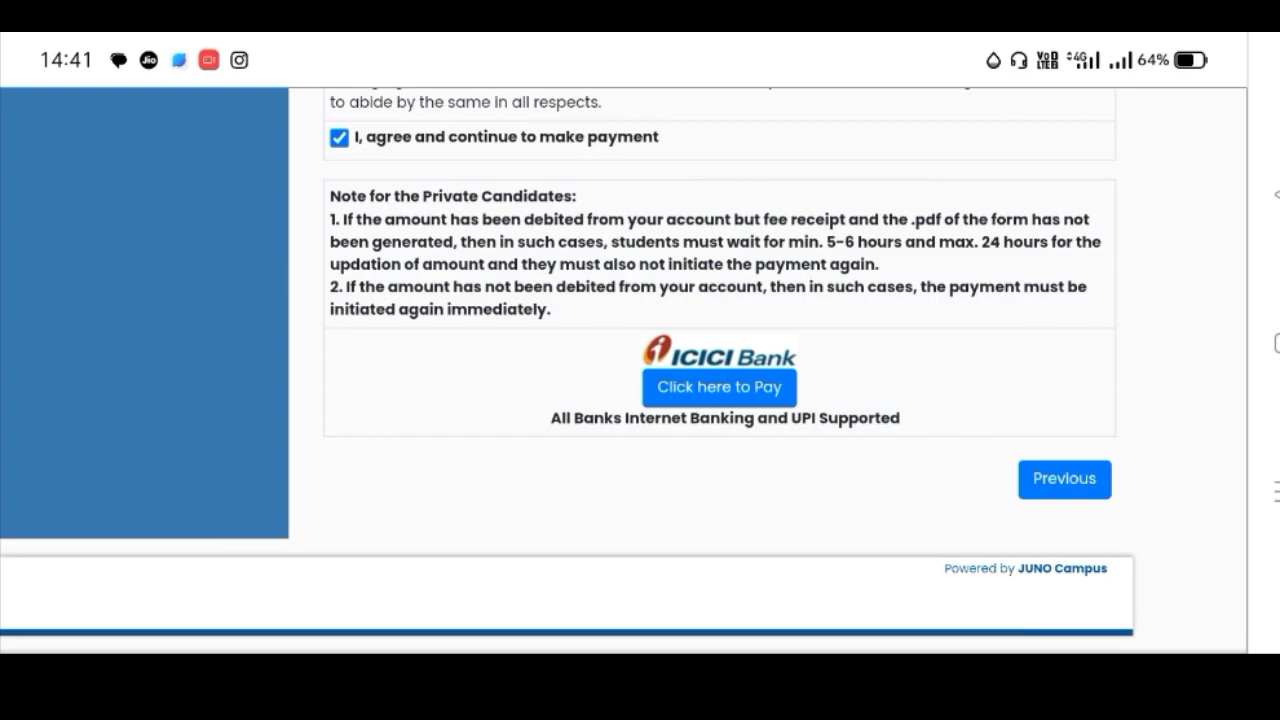 14:41
Jio
VoD
LTED
4G
64%
to abide by the same in all respects.
I, agree and continue to make payment
Note for the Private Candidates:
1. If the amount has been debited from your account but fee receipt and the .pdf of the form has not
been generated, then in such cases, students must wait for min. 5-6 hours and max. 24 hours for the
updation of amount and they must also not initiate the payment again.
2. If the amount has not been debited from your account, then in such cases, the payment must be
initiated again immediately.
ICICI Bank
Click here to Pay
All Banks Internet Banking and UPI Supported
Previous
Powered by JUNO Campus